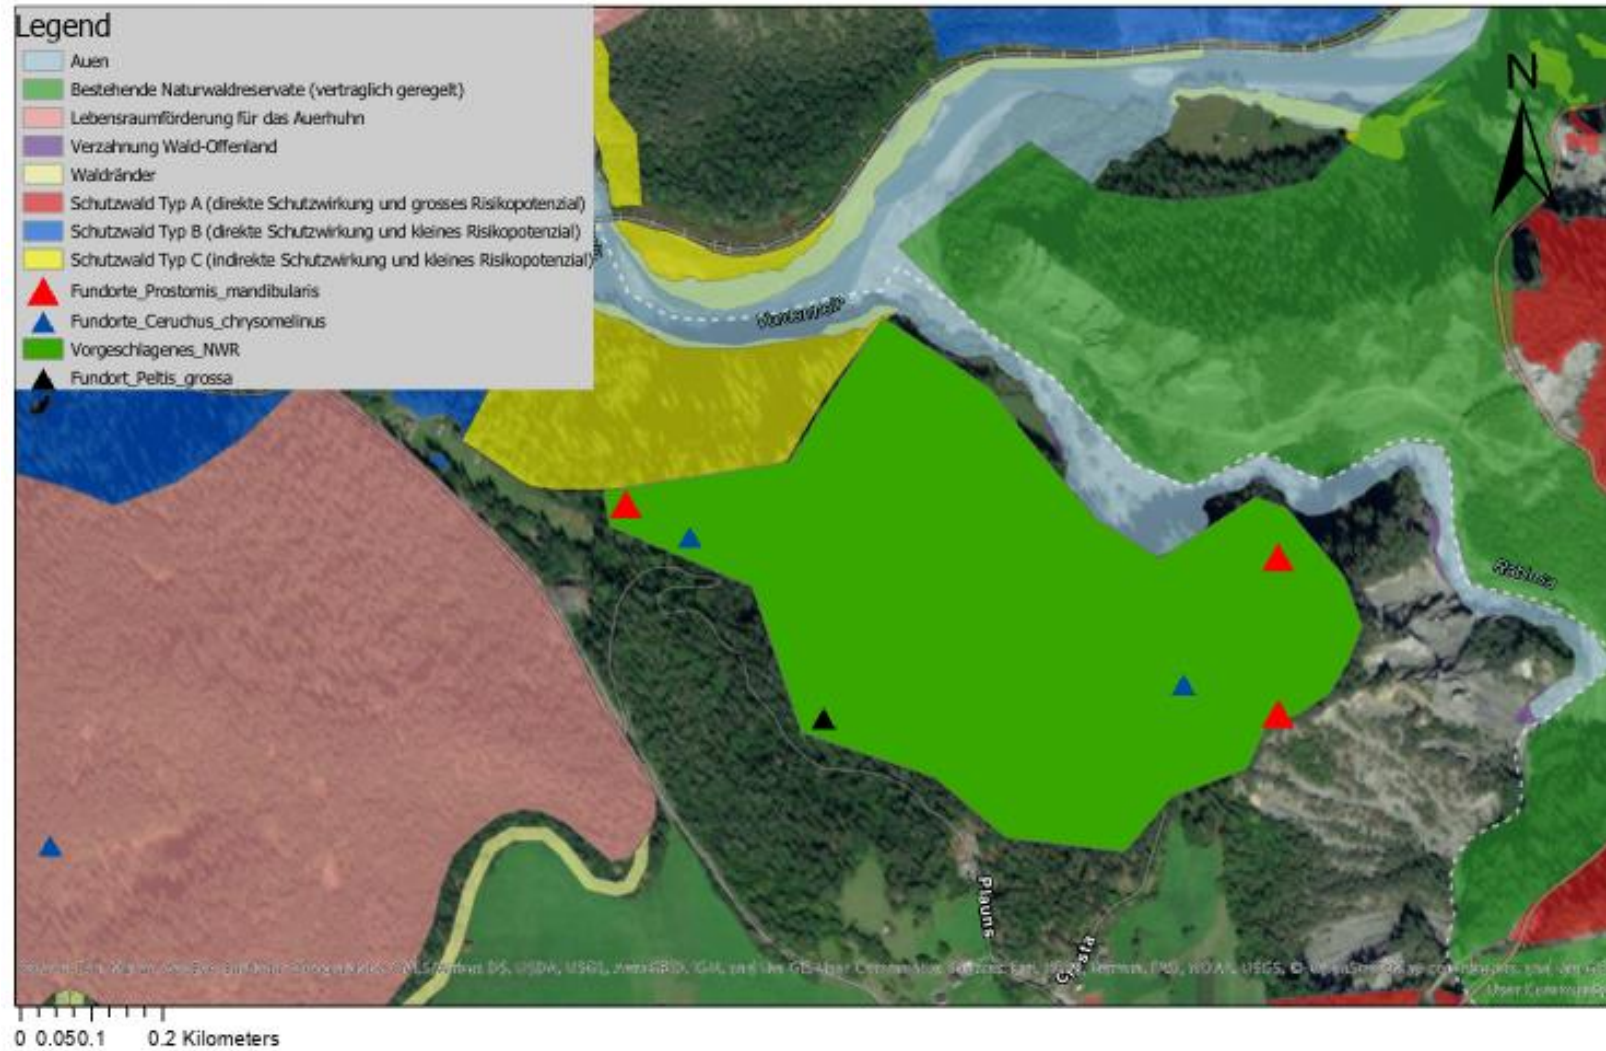 Legend
Auen
Bestehende Naturwaldreservate (vertraglich geregelt)
Lebensraumförderung für das Auerhuhn
Verzahnung Wald-Offenland
Waldränder
Schutzwald Typ A (direkte Schutzwirkung und grosses Risikopotenzial)
Schutzwald Typ B (direkte Schutzwirkung und kleines Risikopotenzial)
Schutzwald Typ C (indirekte Schutzwirkung und kleines Risikopotenzial)
Fundorte_Prostomis_mandibularis
Fundorte_Ceruchus_chrysomelinus
Vorgeschlagenes_NWR
Fundort_Peltis_grossa
N
Rabiusa
Plauns
0 0.050.1 0.2 Kilometers